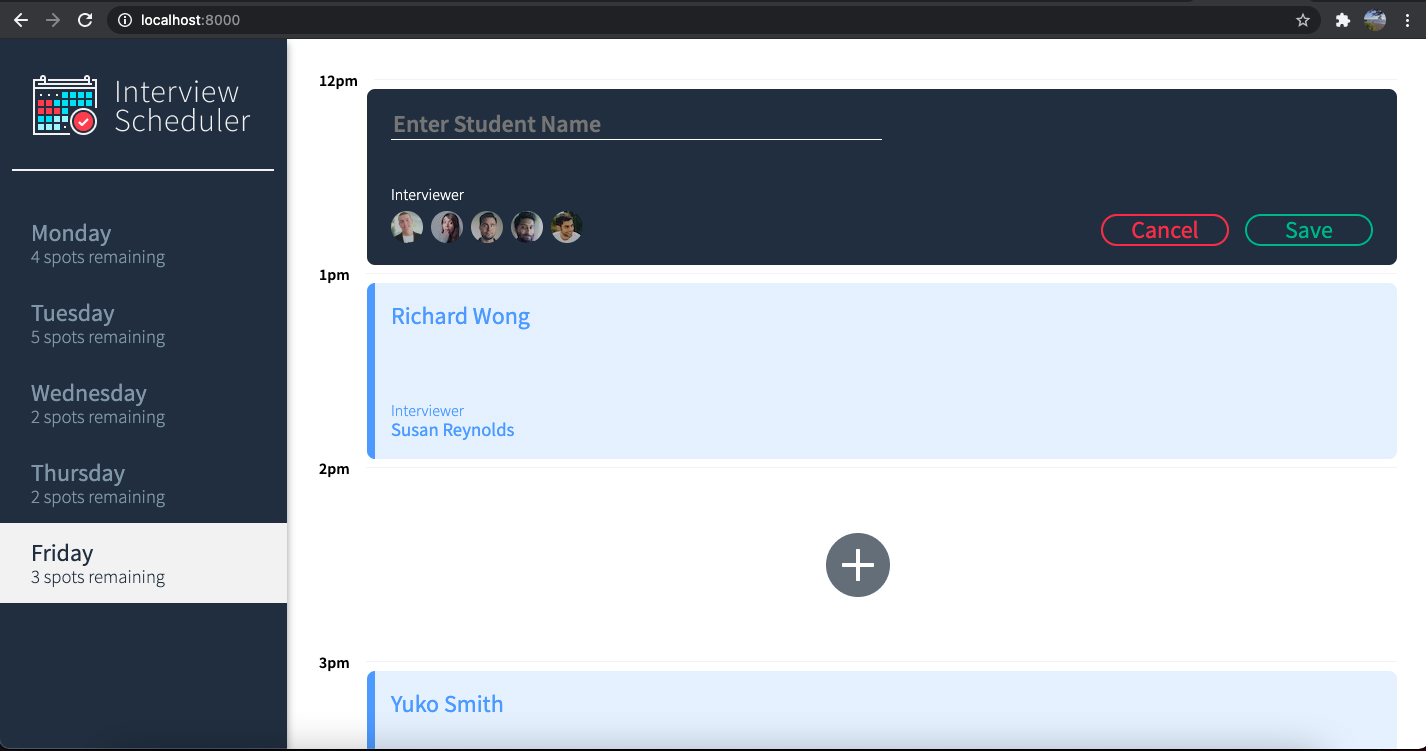 localhost:8000
Interview
Scheduler
Monday
4 spots remaining
Tuesday
5 spots remaining
Wednesday
2 spots remaining
Thursday
2 spots remaining
Friday
3 spots remaining
12pm
Enter Student Name
Interviewer
Cancel
Save
1pm
Richard Wong
Interviewer
Susan Reynolds
2pm
3pm
Yuko Smith